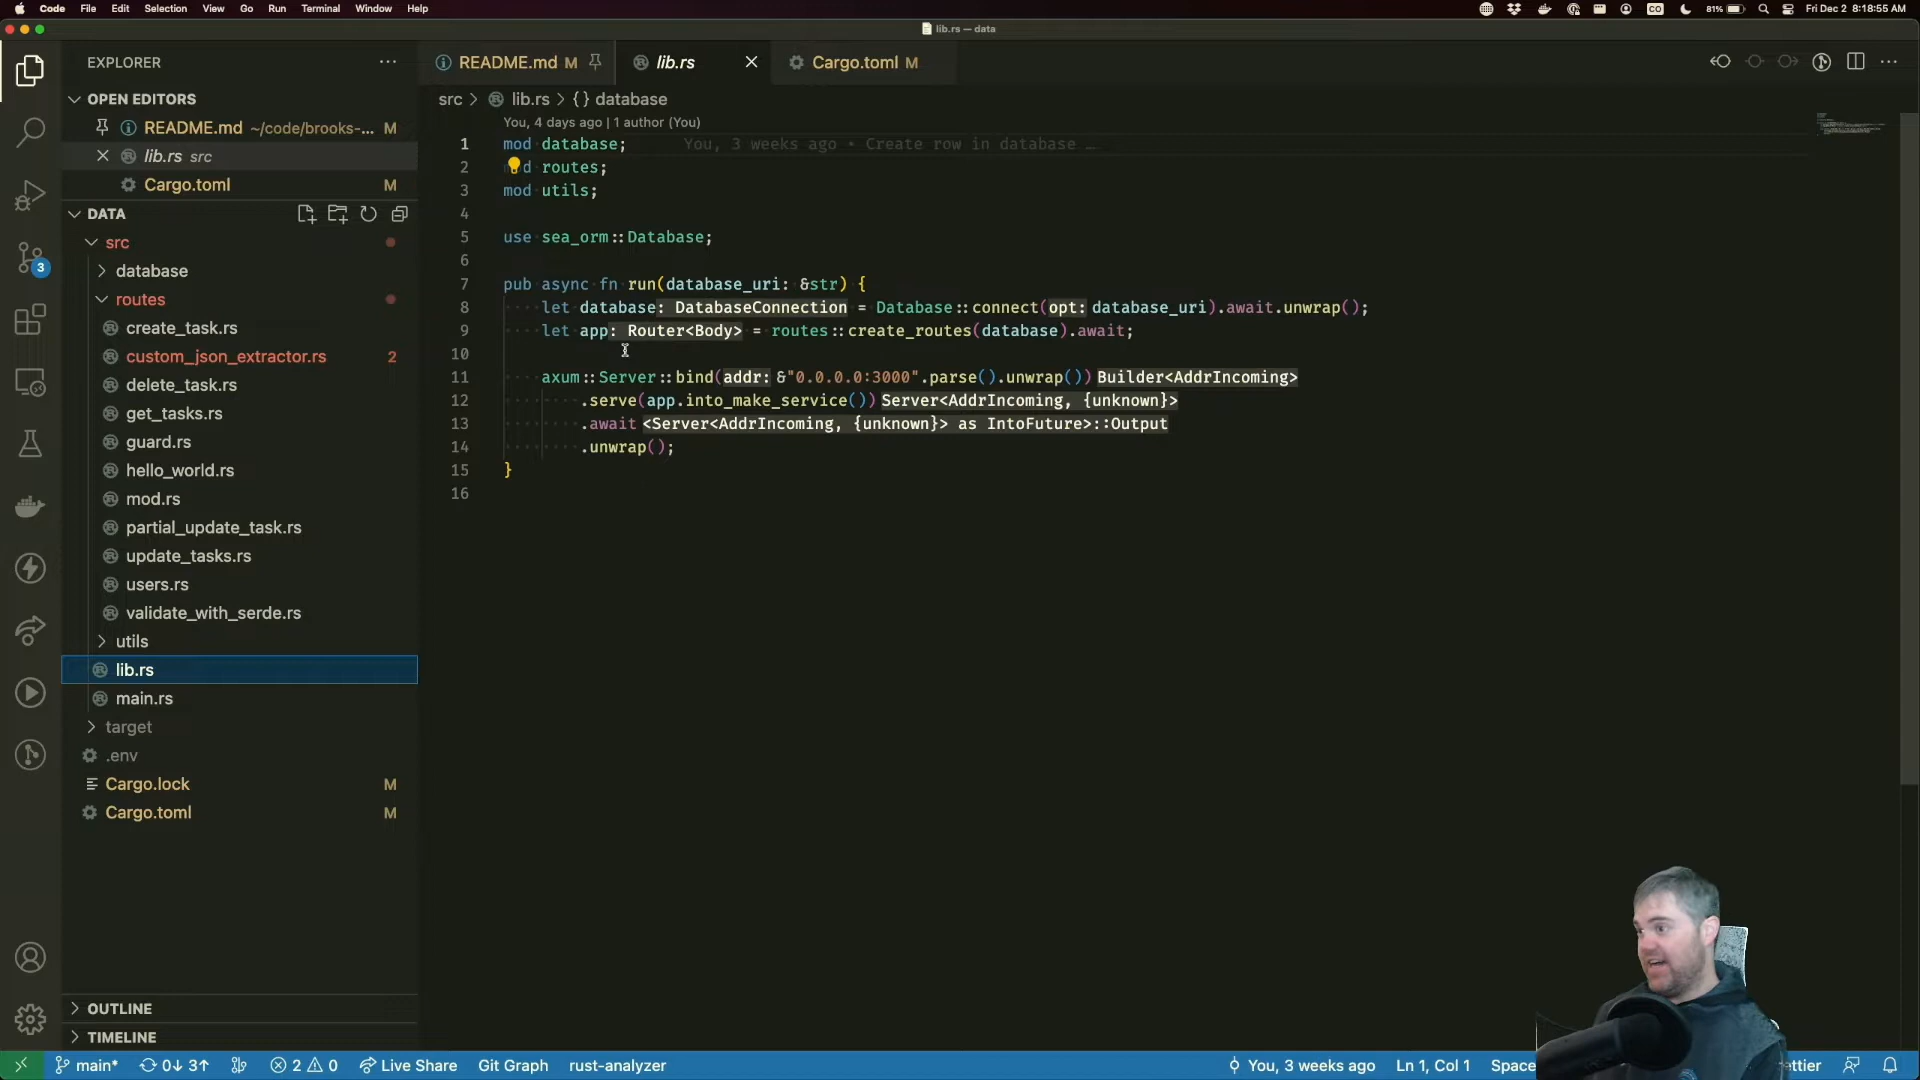 Code File Edit Selection View Go Run Terminal Window Help
CO 81% Fri Dec 2 8:18:55 AM
lib.rs — data
EXPLORER
OPEN EDITORS
README.md ~/code/brooks-... M
lib.rs src
Cargo.toml M
DATA
src
database
routes
create_task.rs
custom_json_extractor.rs 2
delete_task.rs
get_tasks.rs
guard.rs
hello_world.rs
mod.rs
partial_update_task.rs
update_tasks.rs
users.rs
validate_with_serde.rs
utils
lib.rs
main.rs
target
.env
Cargo.lock M
Cargo.toml M
OUTLINE
TIMELINE
3
README.md M
lib.rs
Cargo.toml M
src > lib.rs > {} database
You, 4 days ago | 1 author (You)
1 mod database; You, 3 weeks ago • Create row in database …
2 d routes;
3 mod utils;
4
5 use sea_orm::Database;
6
7 pub async fn run(database_uri: &str) {
8 let database: DatabaseConnection = Database::connect(opt: database_uri).await.unwrap();
9 let app: Router<Body> = routes::create_routes(database).await;
10
11 axum::Server::bind(addr: &"0.0.0.0:3000".parse().unwrap()) Builder<AddrIncoming>
12 .serve(app.into_make_service()) Server<AddrIncoming, {unknown}>
13 .await <Server<AddrIncoming, {unknown}> as IntoFuture>::Output
14 .unwrap();
15 }
16
main* 0↓ 3↑ 2 0 Live Share Git Graph rust-analyzer
You, 3 weeks ago Ln 1, Col 1 Space ttier